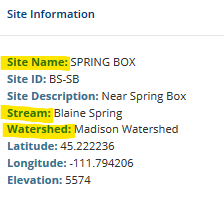 Site Information
Site Name: SPRING BOX
Site ID: BS-SB
Site Description: Near Spring Box
Stream: Blaine Spring
Watershed: Madison Watershed
Latitude: 45.222236
Longitude: -111.794206
Elevation: 5574